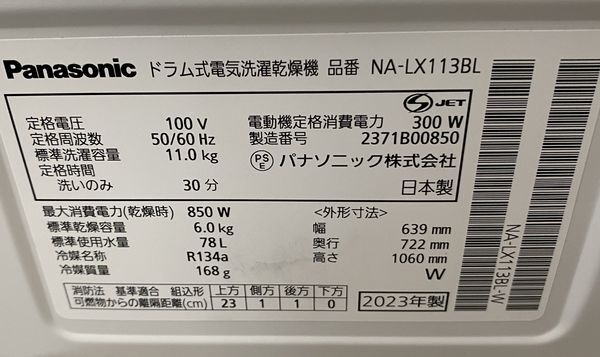 Panasonic ドラム式電気洗濯乾燥機 品番 NA-LX113BL
S JET
定格電圧 100 V 電動機定格消費電力 300 W
定格周波数 50/60 Hz 製造番号 2371B00850
標準洗濯容量 11.0 kg PSE パナソニック株式会社
定格時間
洗いのみ 30 分 日本製
最大消費電力(乾燥時) 850 W <外形寸法>
標準乾燥容量 6.0 kg 幅 639 mm
標準使用水量 78 L 奥行 722 mm
冷媒名称 R134a 高さ 1060 mm
冷媒質量 168 g W
消防法 基準適合 組込形 上方 側方 後方 下方
可燃物からの離隔距離(cm) 23 1 1 0 2023年製
NA-LX113BL-W